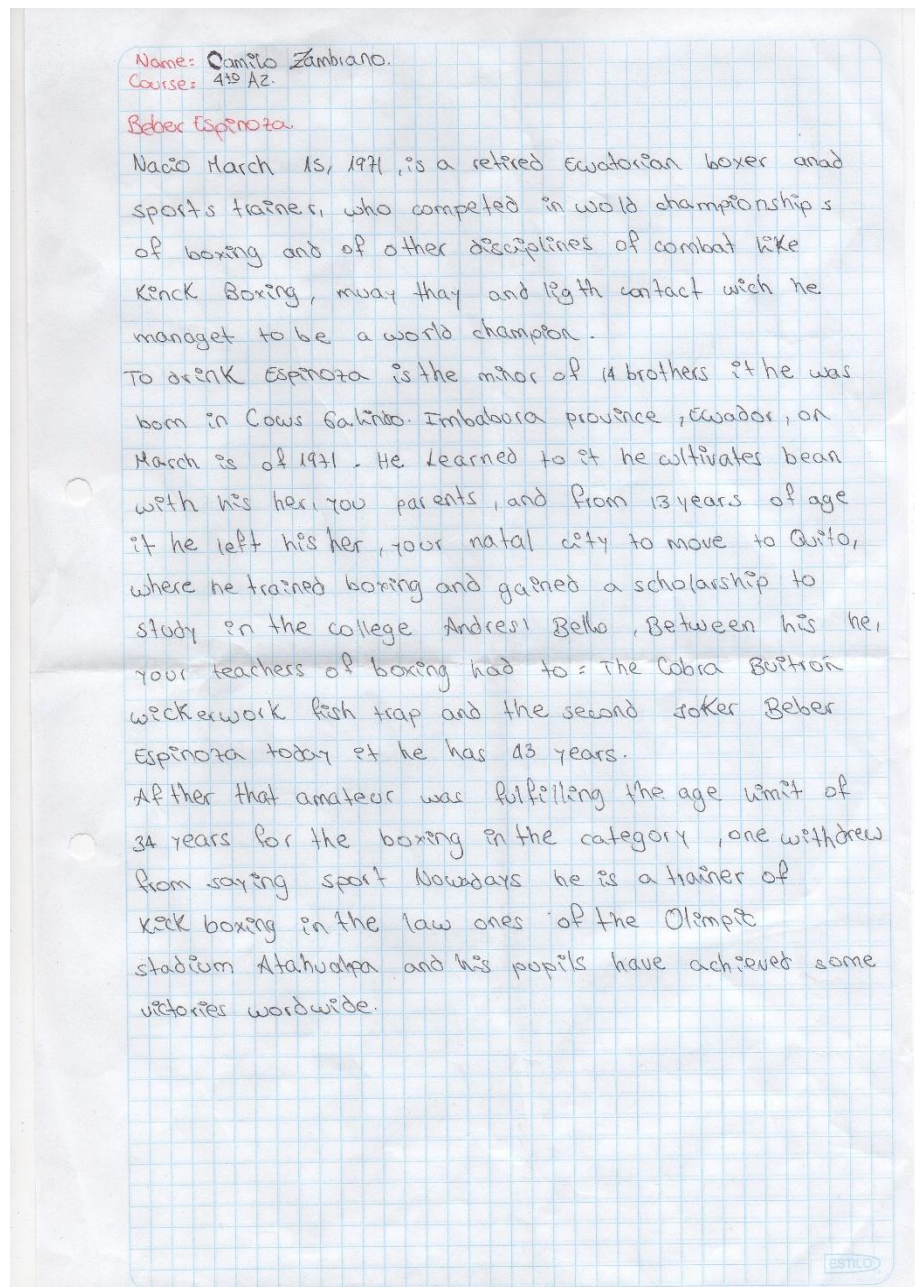 Name: Camilo Zambrano.
Course: 4to A2.
Beber Espinoza.
Nacio March 15, 1971, is a retired Ecuatorian boxer anad
sports trainer, who competed in wold championship s
of boxing and of other disciplines of combat like
Kinck Boxing, muay thay and ligth contact wich he
managet to be a world champion.
To drink Espinoza is the minor of 14 brothers it he was
born in Cows Galindo. Imbabura province, Ecuador, on
March is of 1971. He Learned to it he cultivates bean
with his her, you parents, and from 13 years of age
it he left his her, your natal city to move to Quito,
where he trained boxing and gained a scholarship to
study in the college Andresi Bello, Between his he,
your teachers of boxing had to: The Cobra Buitron
wickerwork fish trap and the second Joker Beber
Espinoza today it he has 43 years.
Af ther that amateur was fulfilling the age limit of
34 years for the boxing in the category, one withdrew
from saying sport Nowadays he is a trainer of
Kick boxing in the law ones of the Olimpic
stadium Atahualpa and his pupils have achieved some
victories wordwide.
ESTILO